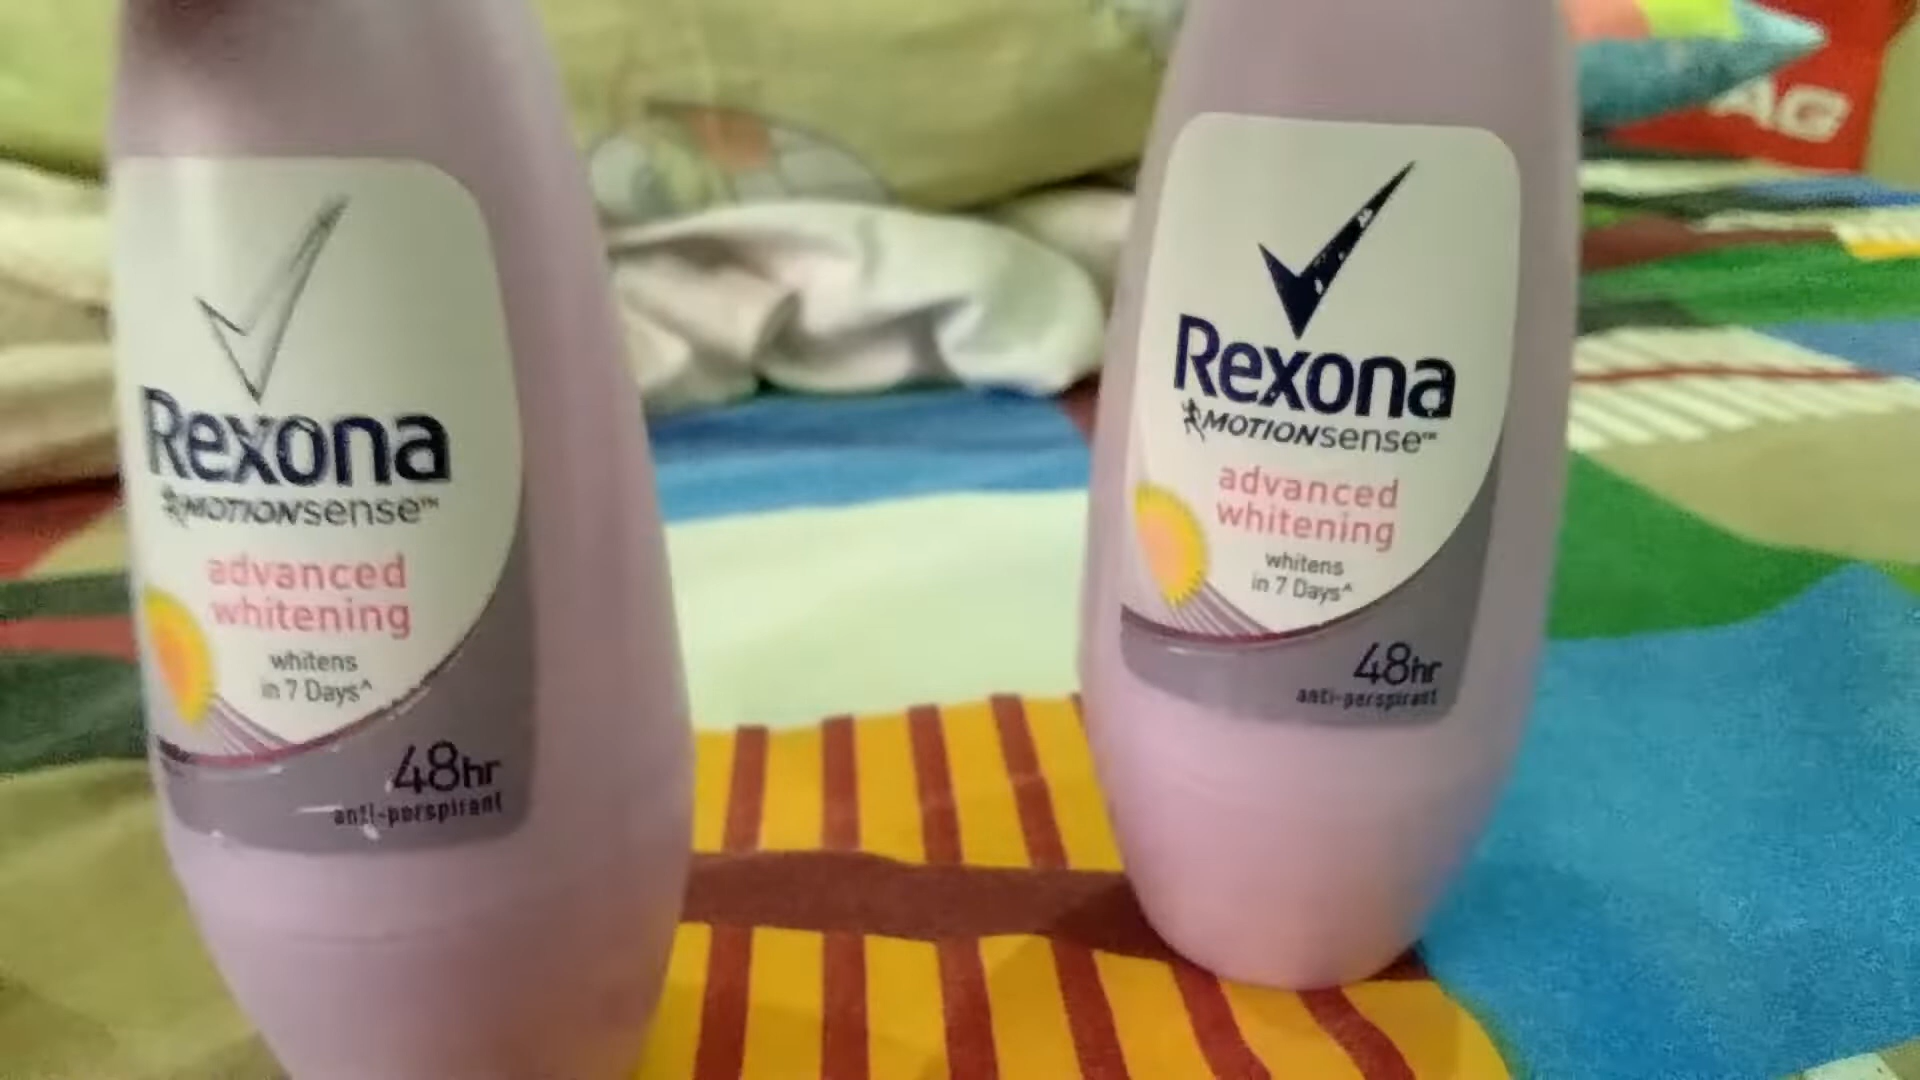 Rexona
MOTIONsense™
advanced
whitening
whitens
in 7 Days^
48hr
anti-perspirant
Rexona
MOTIONsense™
advanced
whitening
whitens
in 7 Days^
48hr
anti-perspirant
AG